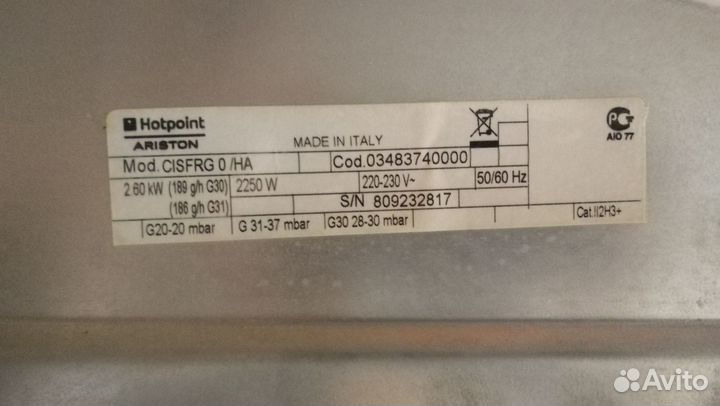 Hotpoint
ARISTON
MADE IN ITALY
Mod. CISFRG 0 /HA
Cod. 03483740000
2.60 kW (189 g/h G30)
2250 W
220-230 V~
50/60 Hz
(186 g/h G31)
S/N 809232817
G20-20 mbar
G 31-37 mbar
G30 28-30 mbar
Cat.II2H3+
РСТ
АЮ 77
Avito